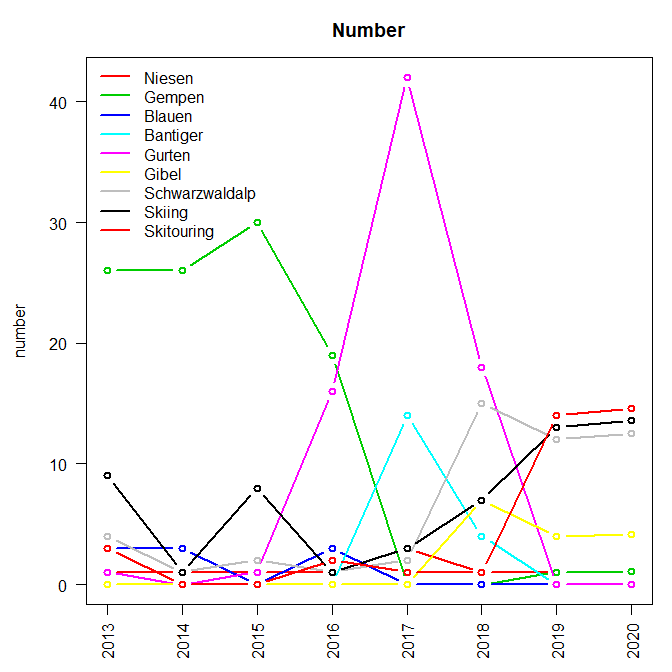 Number
Niesen
Gempen
Blauen
Bantiger
Gurten
Gibel
Schwarzwaldalp
Skiing
Skitouring
number
40
30
20
10
0
2013 2014 2015 2016 2017 2018 2019 2020